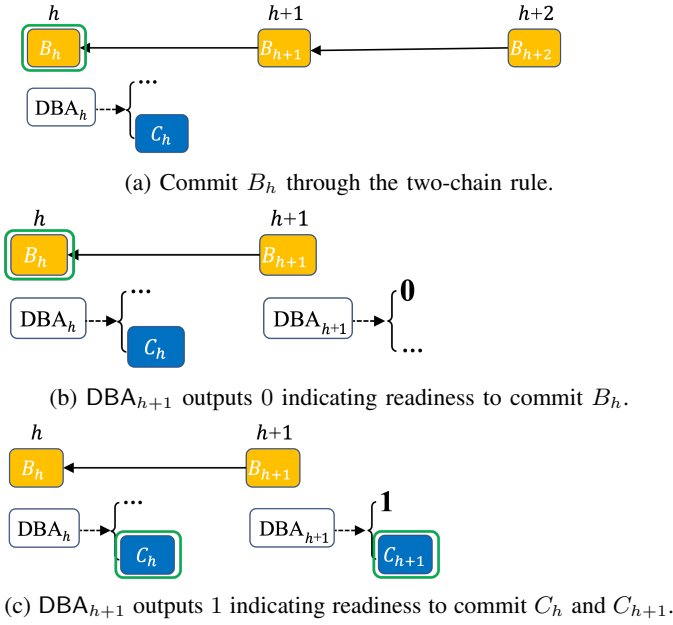 h h+1 h+2
B_h B_{h+1} B_{h+2}
...
DBA_h
C_h
(a) Commit B_h through the two-chain rule.
h h+1
B_h B_{h+1}
... 0
DBA_h DBA_{h+1}
C_h ...
(b) DBA_{h+1} outputs 0 indicating readiness to commit B_h.
h h+1
B_h B_{h+1}
... 1
DBA_h DBA_{h+1}
C_h C_{h+1}
(c) DBA_{h+1} outputs 1 indicating readiness to commit C_h and C_{h+1}.